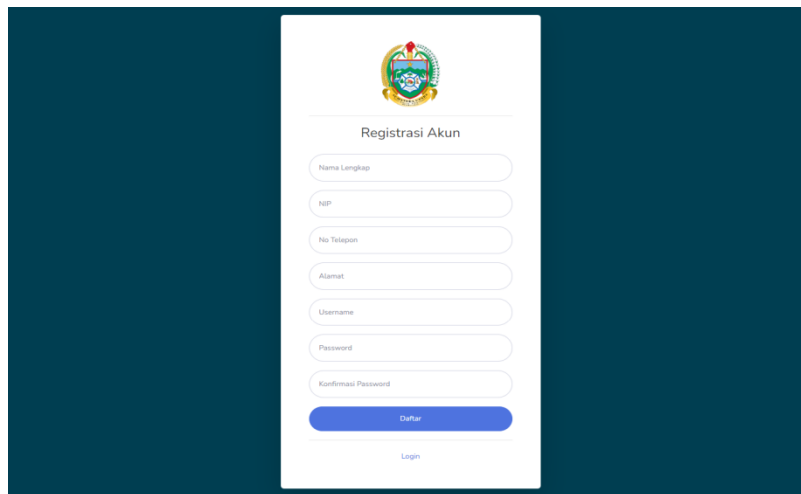 Registrasi Akun
Nama Lengkap
NIP
No Telepon
Alamat
Username
Password
Konfirmasi Password
Daftar
Login